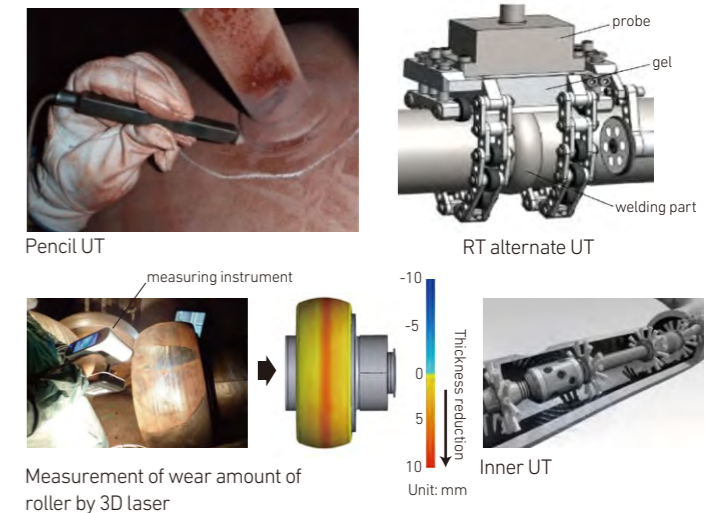 probe
gel
welding part
Pencil UT
RT alternate UT
measuring instrument
-10
-5
0
5
10
Thickness reduction
Unit: mm
Measurement of wear amount of
roller by 3D laser
Inner UT